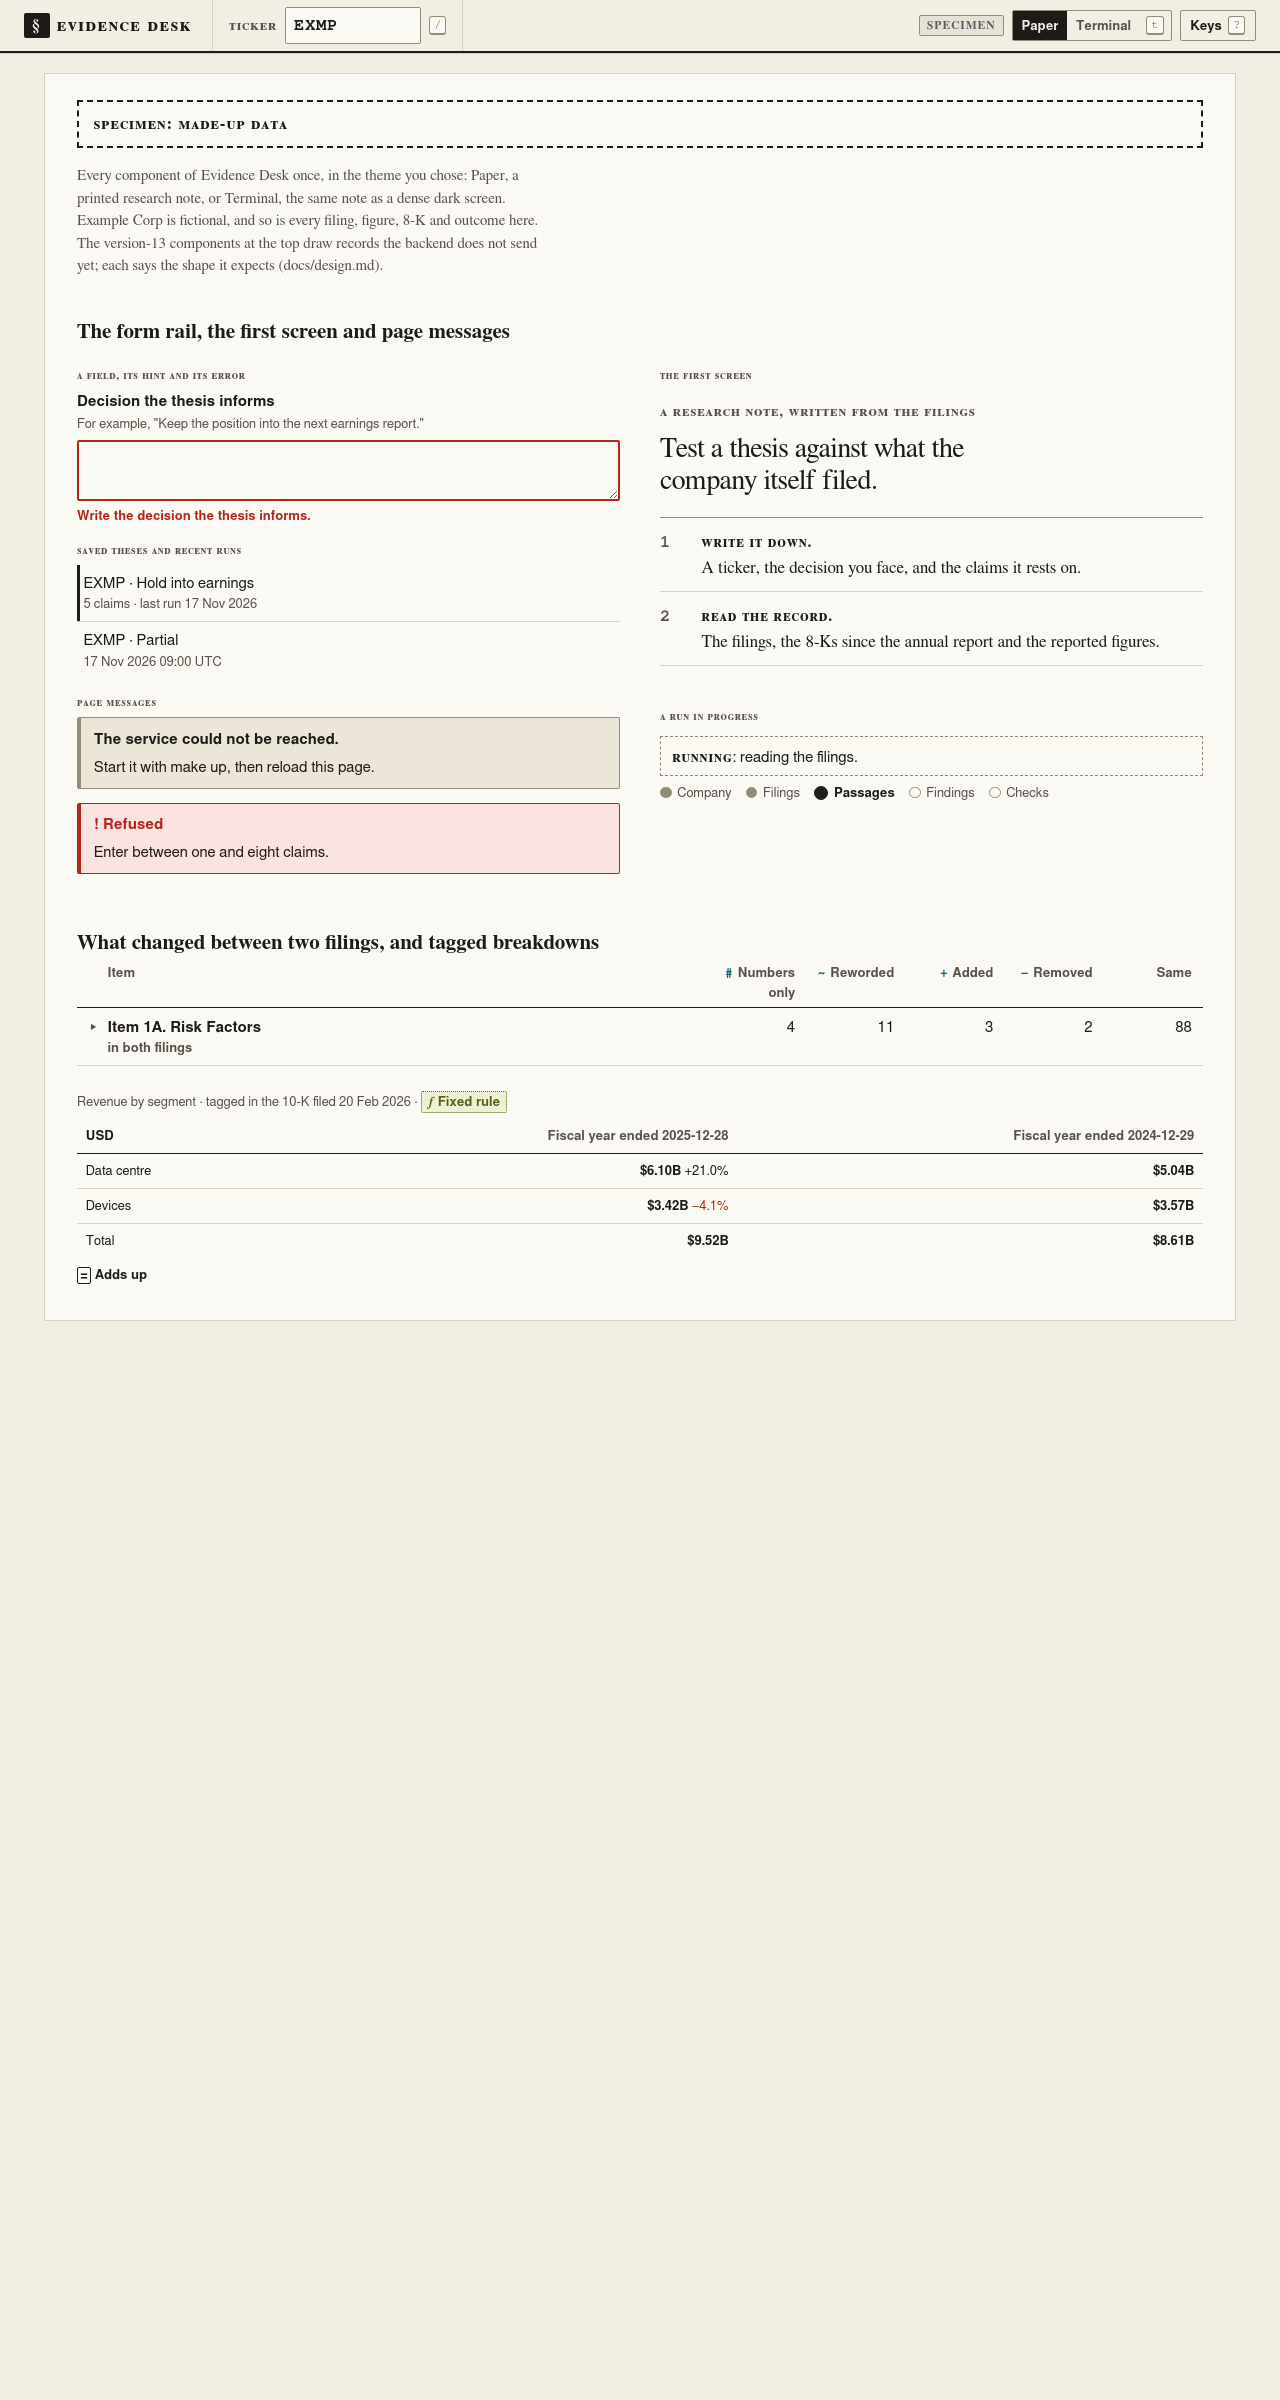 § EVIDENCE DESK TICKER EXMP / SPECIMEN Paper Terminal t Keys ?
SPECIMEN: MADE-UP DATA
Every component of Evidence Desk once, in the theme you chose: Paper, a
printed research note, or Terminal, the same note as a dense dark screen.
Example Corp is fictional, and so is every filing, figure, 8-K and outcome here.
The version-13 components at the top draw records the backend does not send
yet; each says the shape it expects (docs/design.md).
The form rail, the first screen and page messages
A FIELD, ITS HINT AND ITS ERROR
Decision the thesis informs
For example, "Keep the position into the next earnings report."
Write the decision the thesis informs.
SAVED THESES AND RECENT RUNS
EXMP · Hold into earnings
5 claims · last run 17 Nov 2026
EXMP · Partial
17 Nov 2026 09:00 UTC
PAGE MESSAGES
The service could not be reached.
Start it with make up, then reload this page.
! Refused
Enter between one and eight claims.
THE FIRST SCREEN
A RESEARCH NOTE, WRITTEN FROM THE FILINGS
Test a thesis against what the
company itself filed.
1 WRITE IT DOWN.
A ticker, the decision you face, and the claims it rests on.
2 READ THE RECORD.
The filings, the 8-Ks since the annual report and the reported figures.
A RUN IN PROGRESS
RUNNING: reading the filings.
Company Filings Passages Findings Checks
What changed between two filings, and tagged breakdowns
Item # Numbers only ~ Reworded + Added − Removed Same
Item 1A. Risk Factors 4 11 3 2 88
in both filings
Revenue by segment · tagged in the 10-K filed 20 Feb 2026 · ƒ Fixed rule
USD Fiscal year ended 2025-12-28 Fiscal year ended 2024-12-29
Data centre $6.10B +21.0% $5.04B
Devices $3.42B −4.1% $3.57B
Total $9.52B $8.61B
= Adds up